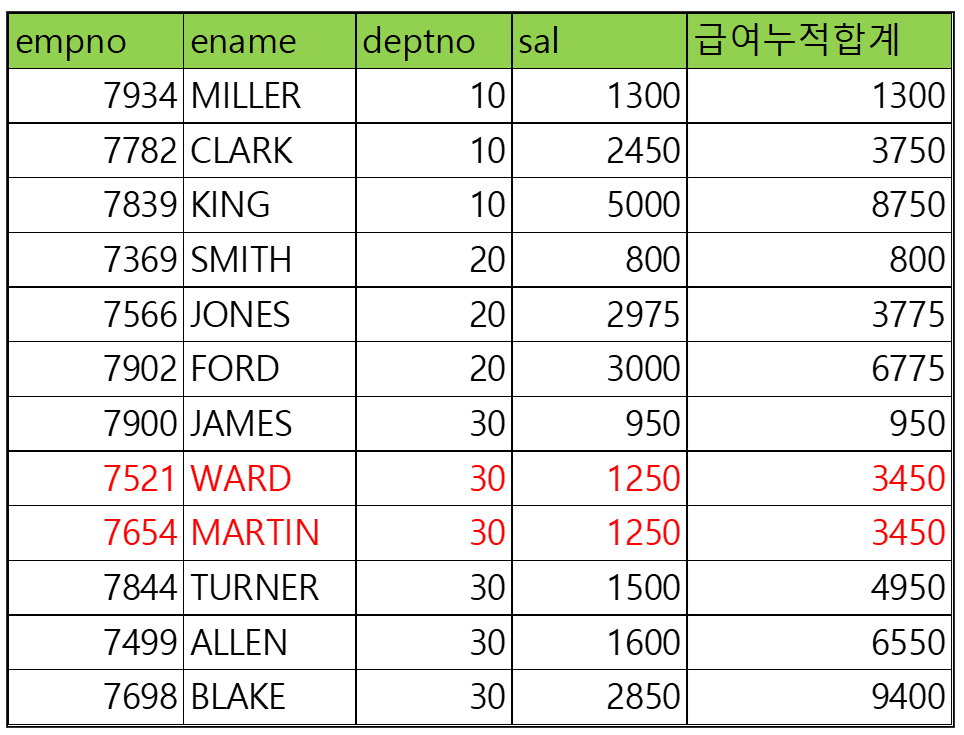 empno ename deptno sal 급여누적합계
7934 MILLER 10 1300 1300
7782 CLARK 10 2450 3750
7839 KING 10 5000 8750
7369 SMITH 20 800 800
7566 JONES 20 2975 3775
7902 FORD 20 3000 6775
7900 JAMES 30 950 950
7521 WARD 30 1250 3450
7654 MARTIN 30 1250 3450
7844 TURNER 30 1500 4950
7499 ALLEN 30 1600 6550
7698 BLAKE 30 2850 9400